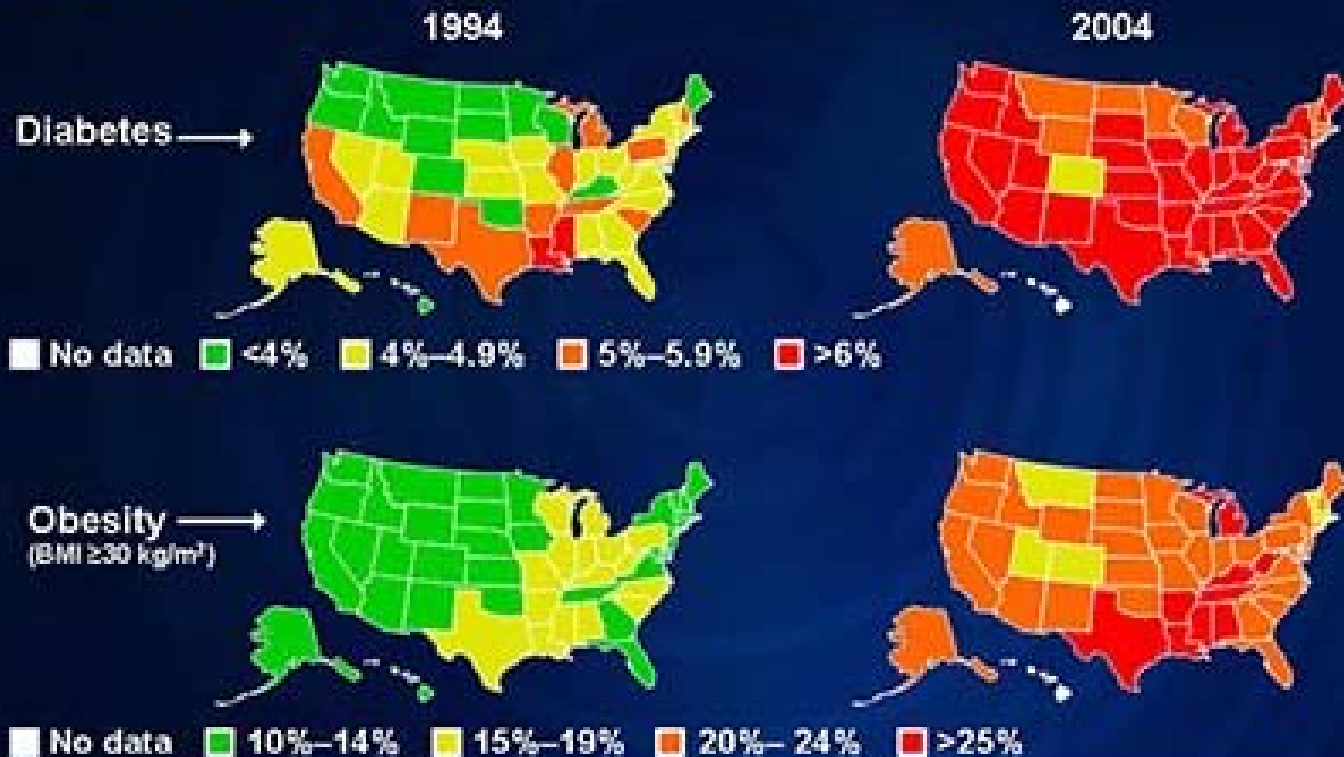 1994 2004
Diabetes
No data <4% 4%–4.9% 5%–5.9% >6%
Obesity
(BMI ≥30 kg/m²)
No data 10%–14% 15%–19% 20%– 24% >25%